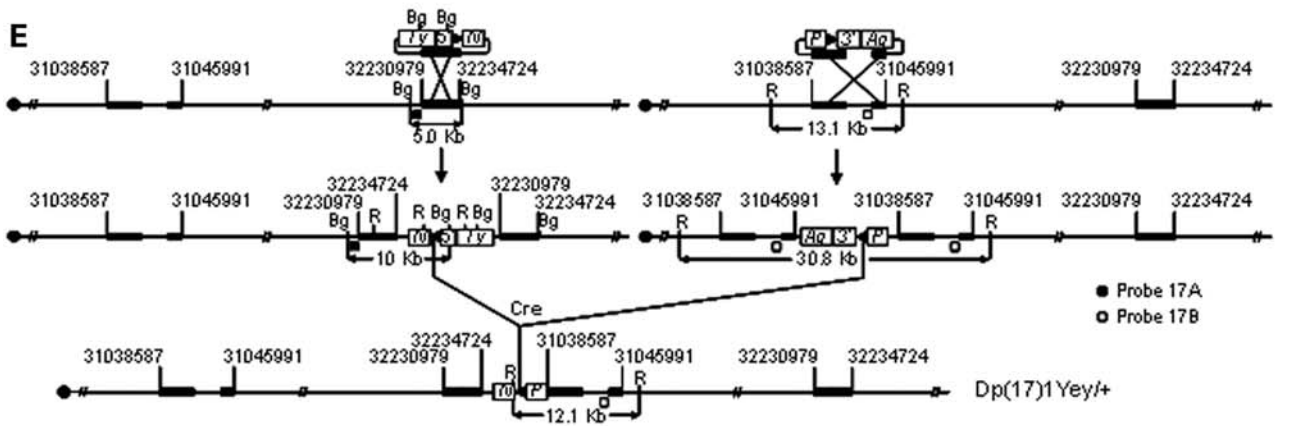 E
Bg Bg
Ty 5' N P 3' Ag
31038587 31045991 32230979 32234724 31038587 31045991 32230979 32234724
Bg Bg R R
5.0 Kb 13.1 Kb
32234724 32230979
31038587 31045991 32230979 32234724 31038587 31045991 31038587 31045991 32230979 32234724
Bg R R Bg R Bg Bg R R
5' Ty Ag 3' P
10 Kb 30.8 Kb
Probe 17A
Cre
Probe 17B
32234724 31038587
31038587 31045991 32230979 31045991 32230979 32234724
R R
P Dp(17)1Yey/+
12.1 Kb